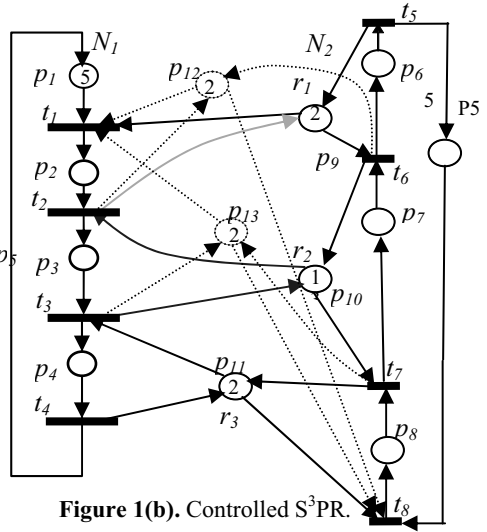 t5
N1
N2
p12
p1
5
2
r1
p6
5
P5
t1
2
p9
t6
p2
t2
p7
p13
2
p5
p3
r2
1
t3
p10
p4
p11
t7
2
t4
r3
p8
Figure 1(b). Controlled S³PR.
t8